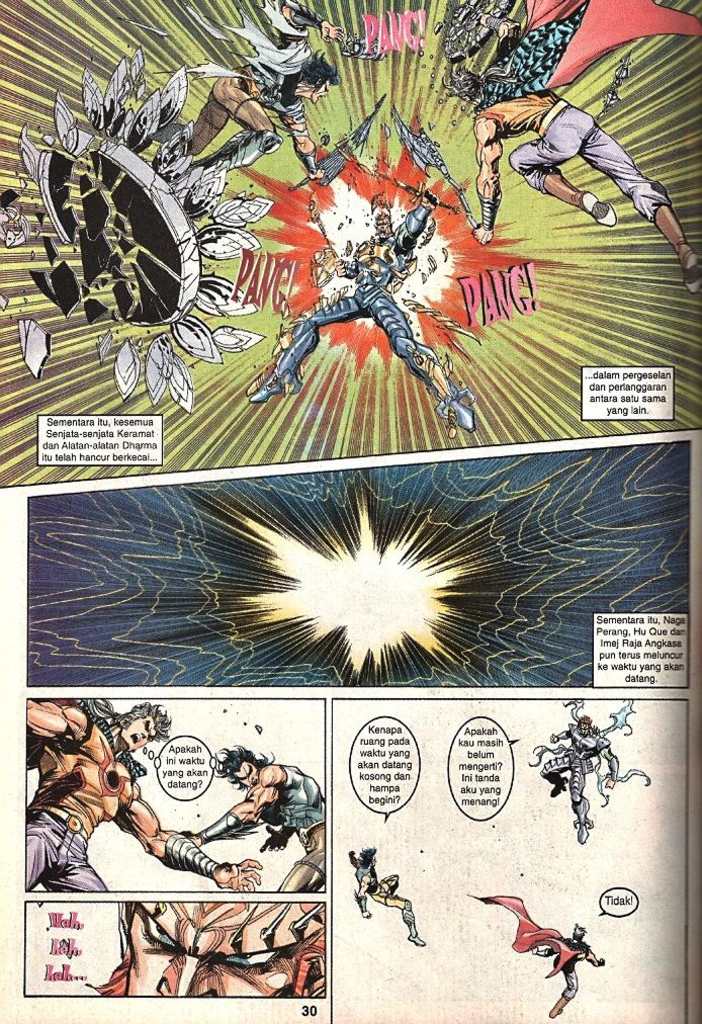 PANG!
PANG!
PANG!
Sementara itu, kesemua
Senjata-senjata Keramat
dan Alatan-alatan Dharma
itu telah hancur berkecai...
...dalam pergeselan
dan perlanggaran
antara satu sama
yang lain.
Sementara itu, Naga
Perang, Hu Que dan
Imej Raja Angkasa
pun terus meluncur
ke waktu yang akan
datang.
Apakah
ini waktu
yang akan
datang?
Heh,
heh,
heh...
Kenapa
ruang pada
waktu yang
akan datang
kosong dan
hampa
begini?
Apakah
kau masih
belum
mengerti?
Ini tanda
aku yang
menang!
Tidak!
30